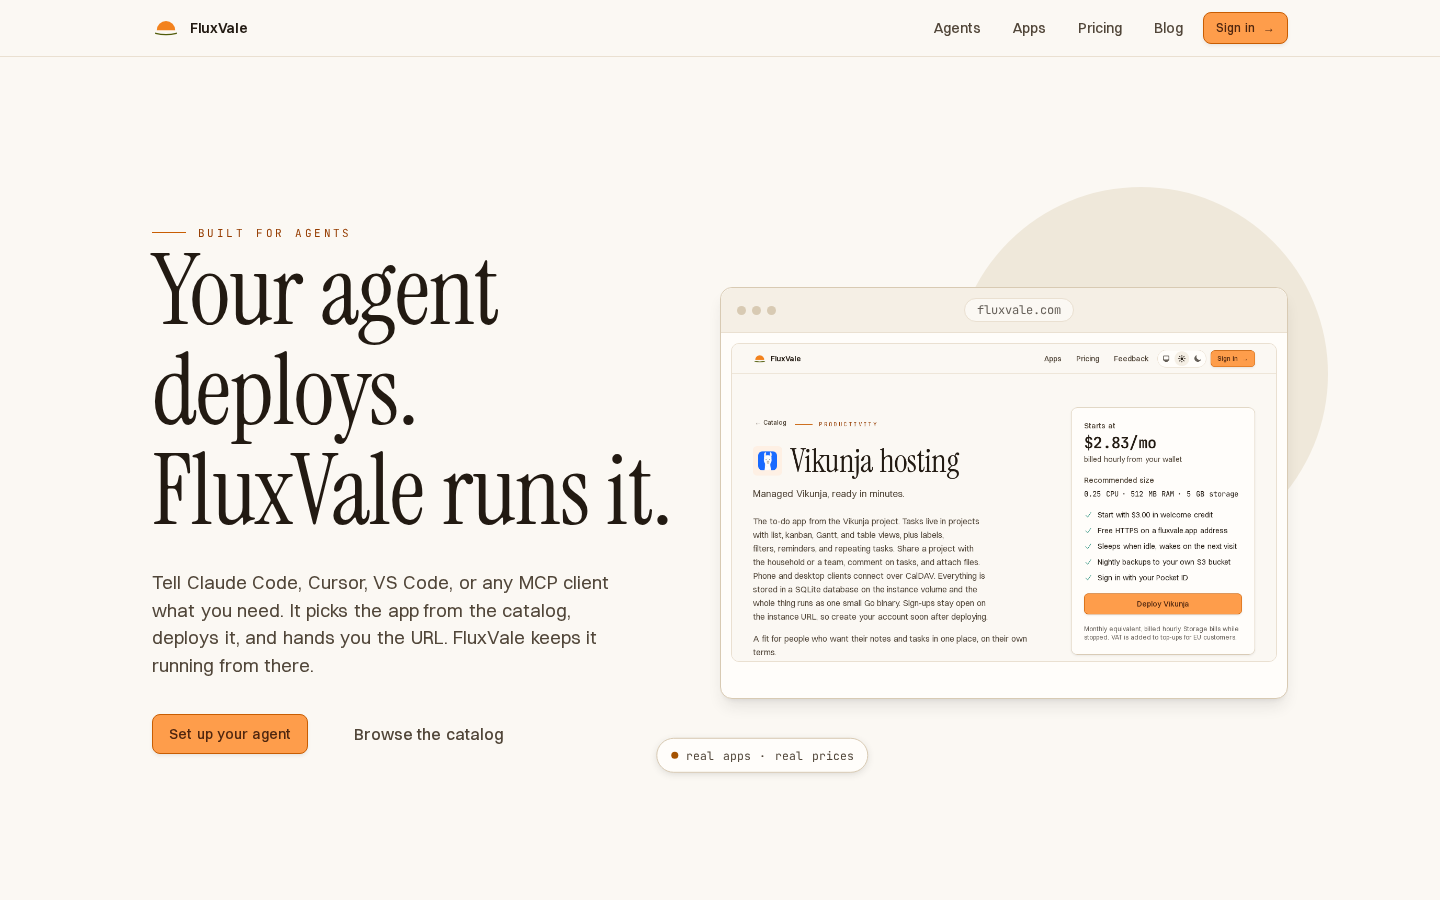 FluxVale
Agents Apps Pricing Blog Sign in →
BUILT FOR AGENTS
Your agent
deploys.
FluxVale runs it.
Tell Claude Code, Cursor, VS Code, or any MCP client
what you need. It picks the app from the catalog,
deploys it, and hands you the URL. FluxVale keeps it
running from there.
Set up your agent
Browse the catalog
fluxvale.com
FluxVale
Apps Pricing Feedback Sign in →
← Catalog PRODUCTIVITY
Vikunja hosting
Managed Vikunja, ready in minutes.
The to-do app from the Vikunja project. Tasks live in projects
with list, kanban, Gantt, and table views, plus labels,
filters, reminders, and repeating tasks. Share a project with
the household or a team, comment on tasks, and attach files.
Phone and desktop clients connect over CalDAV. Everything is
stored in a SQLite database on the instance volume and the
whole thing runs as one small Go binary. Sign-ups stay open on
the instance URL, so create your account soon after deploying.
A fit for people who want their notes and tasks in one place, on their own
terms.
Starts at
$2.83/mo
billed hourly from your wallet
Recommended size
0.25 CPU · 512 MB RAM · 5 GB storage
Start with $3.00 in welcome credit
Free HTTPS on a fluxvale.app address
Sleeps when idle, wakes on the next visit
Nightly backups to your own S3 bucket
Sign in with your Pocket ID
Deploy Vikunja
Monthly equivalent, billed hourly. Storage bills while
stopped. VAT is added to top-ups for EU customers.
real apps · real prices